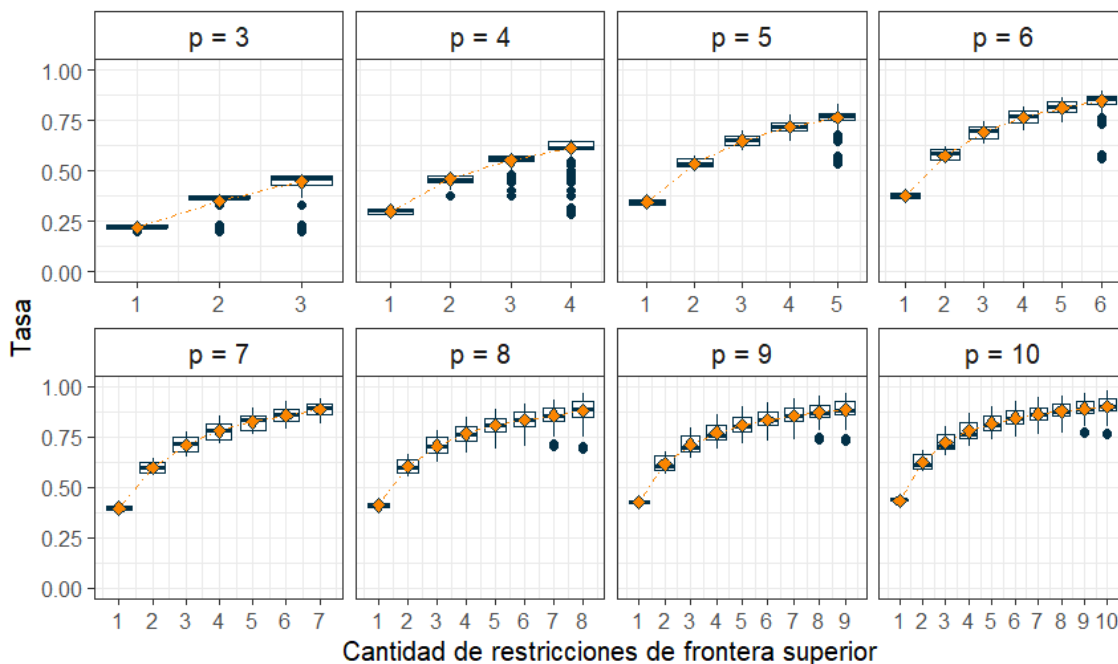 p = 3 p = 4 p = 5 p = 6
1.00
0.75
0.50
0.25
0.00
1 2 3 1 2 3 4 1 2 3 4 5 1 2 3 4 5 6
Tasa
p = 7 p = 8 p = 9 p = 10
1.00
0.75
0.50
0.25
0.00
1 2 3 4 5 6 7 1 2 3 4 5 6 7 8 1 2 3 4 5 6 7 8 9 1 2 3 4 5 6 7 8 9 10
Cantidad de restricciones de frontera superior